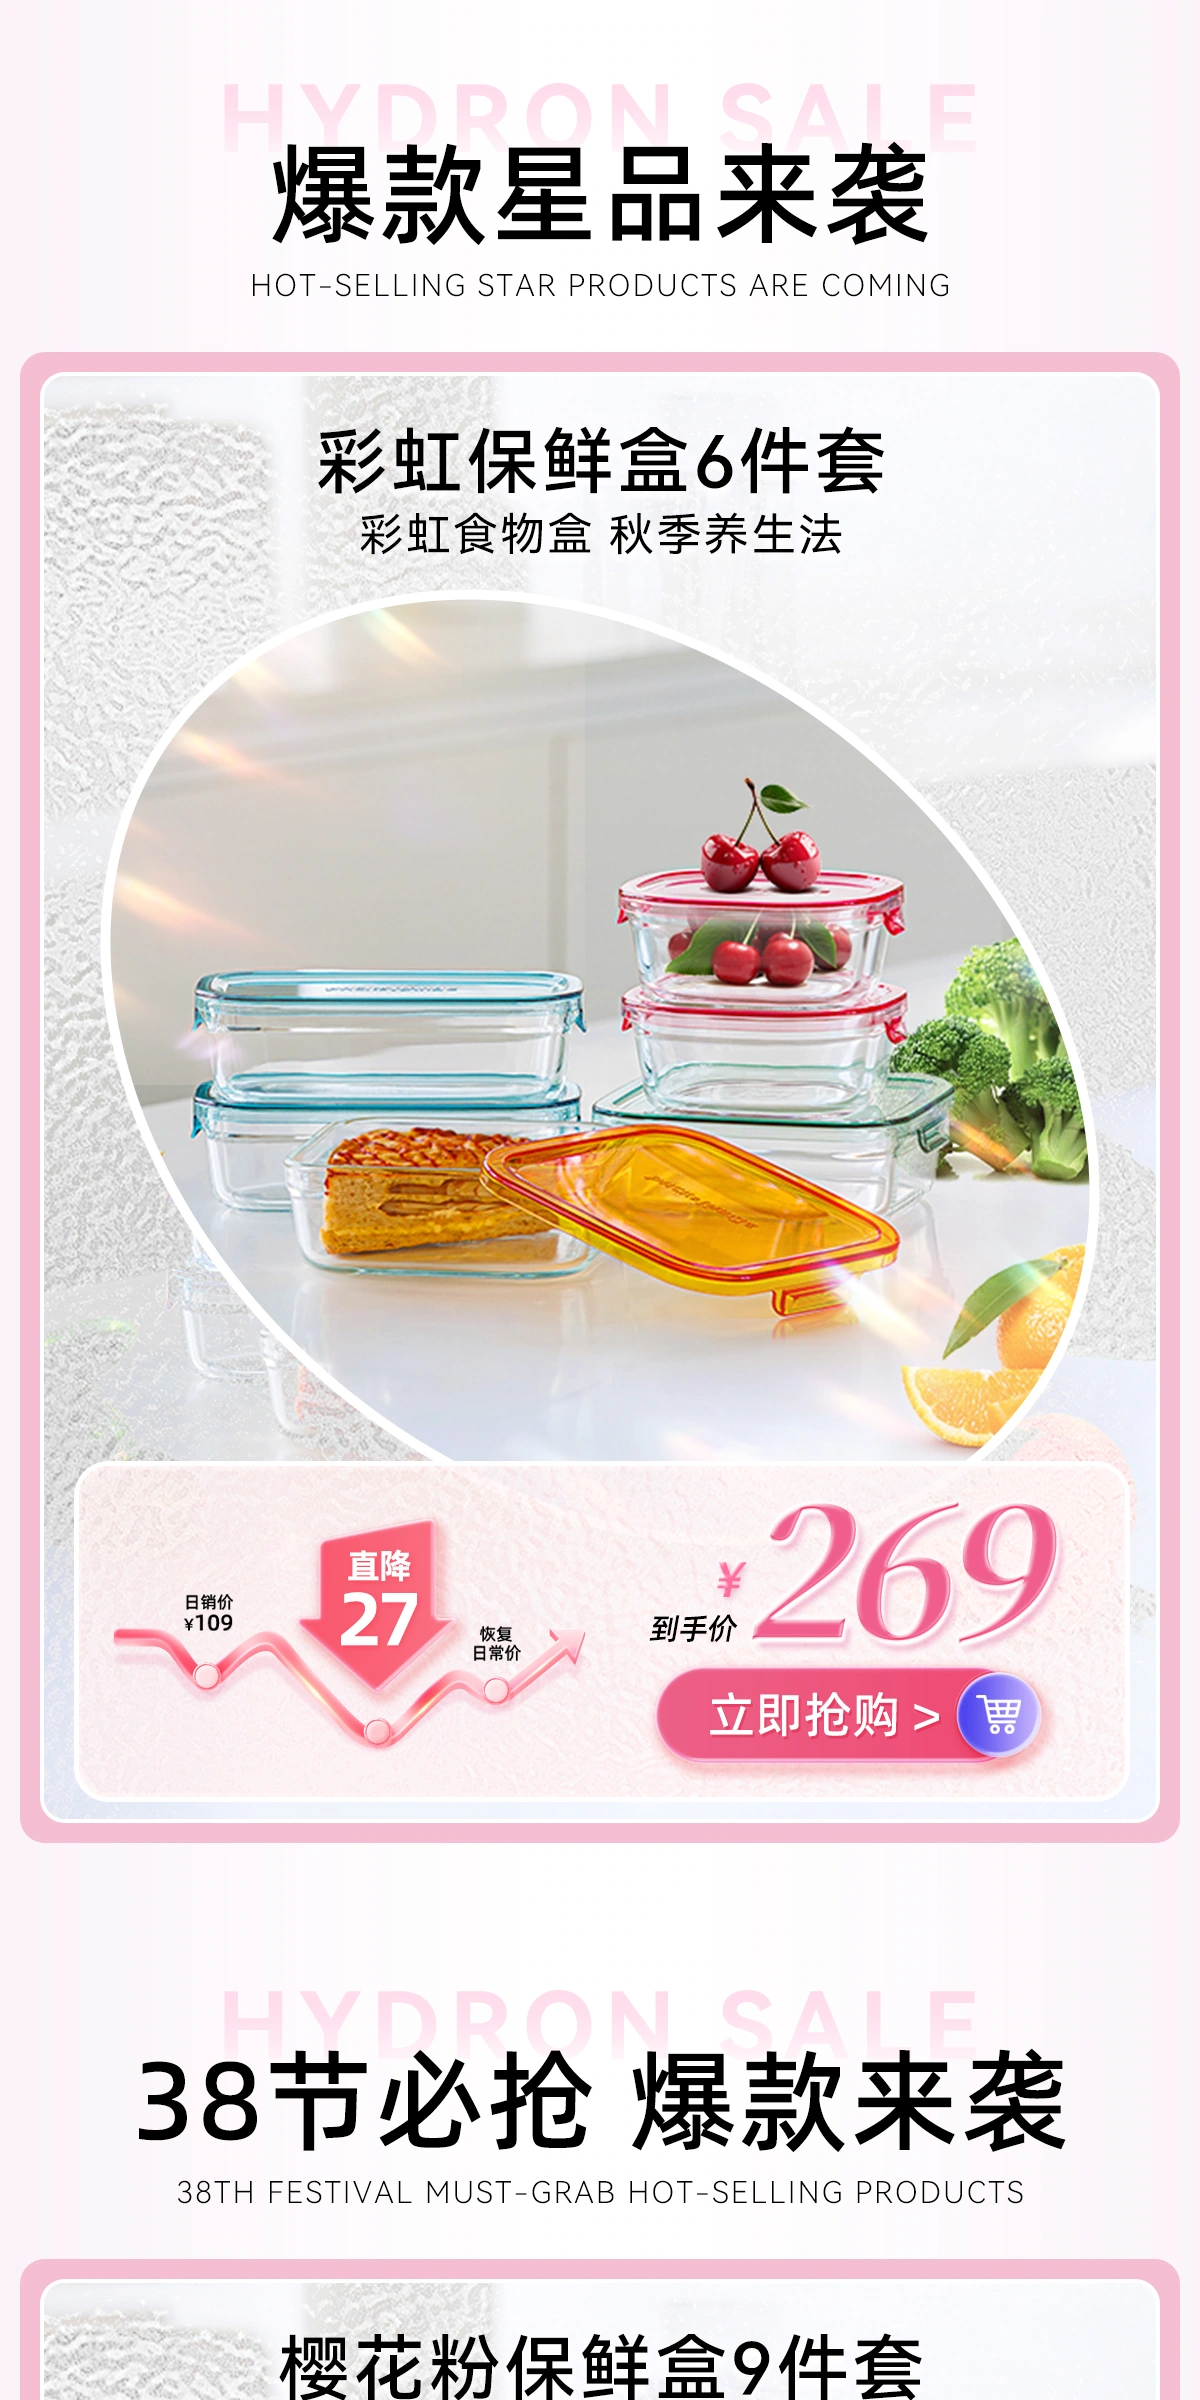 HYDRON SALE
爆款星品来袭
HOT-SELLING STAR PRODUCTS ARE COMING
彩虹保鲜盒6件套
彩虹食物盒 秋季养生法
直降
27
日销价
¥109
恢复
日常价
¥269
到手价
立即抢购 >
HYDRON SALE
38节必抢 爆款来袭
38TH FESTIVAL MUST-GRAB HOT-SELLING PRODUCTS
樱花粉保鲜盒9件套